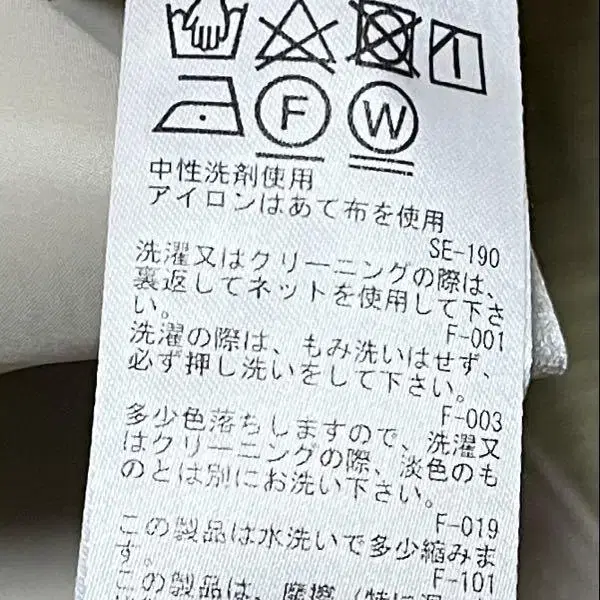 F W
中性洗剤使用
アイロンはあて布を使用
SE-190
洗濯又はクリーニングの際は、
裏返してネットを使用して下さ
い。
F-001
洗濯の際は、もみ洗いはせず、
必ず押し洗いをして下さい。
F-003
多少色落ちしますので、洗濯又
はクリーニングの際、淡色のも
のとは別にお洗い下さい。
F-019
この製品は水洗いで多少縮みま
す。
F-101
この製品は、摩擦（特に湿